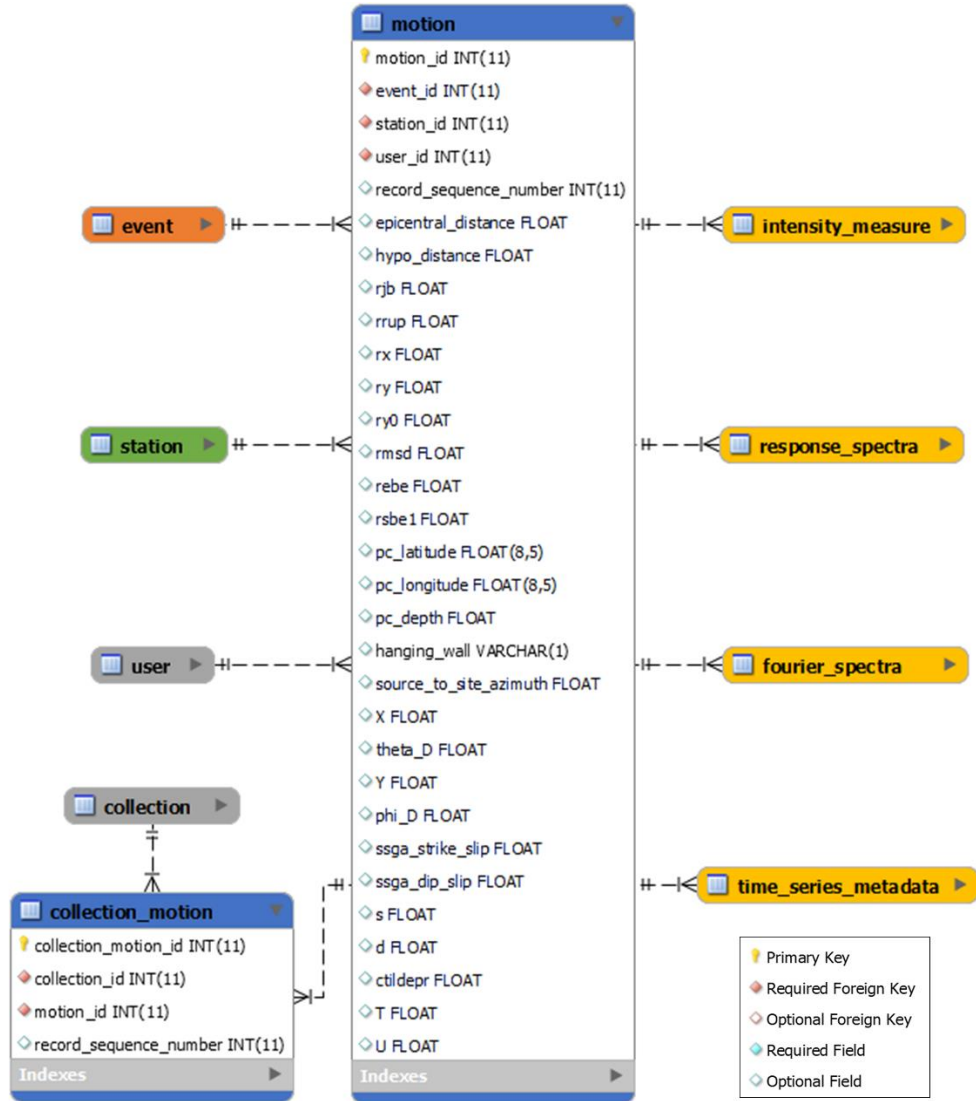 motion
motion_id INT(11)
event_id INT(11)
station_id INT(11)
user_id INT(11)
record_sequence_number INT(11)
epicentral_distance FLOAT
hypo_distance FLOAT
rjb FLOAT
rrup FLOAT
rx FLOAT
ry FLOAT
ry0 FLOAT
rmsd FLOAT
rebe FLOAT
rsbe1 FLOAT
pc_latitude FLOAT(8,5)
pc_longitude FLOAT(8,5)
pc_depth FLOAT
hanging_wall VARCHAR(1)
source_to_site_azimuth FLOAT
X FLOAT
theta_D FLOAT
Y FLOAT
phi_D FLOAT
ssga_strike_slip FLOAT
ssga_dip_slip FLOAT
s FLOAT
d FLOAT
ctildepr FLOAT
T FLOAT
U FLOAT
Indexes
event
station
user
collection
collection_motion
collection_motion_id INT(11)
collection_id INT(11)
motion_id INT(11)
record_sequence_number INT(11)
Indexes
intensity_measure
response_spectra
fourier_spectra
time_series_metadata
Primary Key
Required Foreign Key
Optional Foreign Key
Required Field
Optional Field